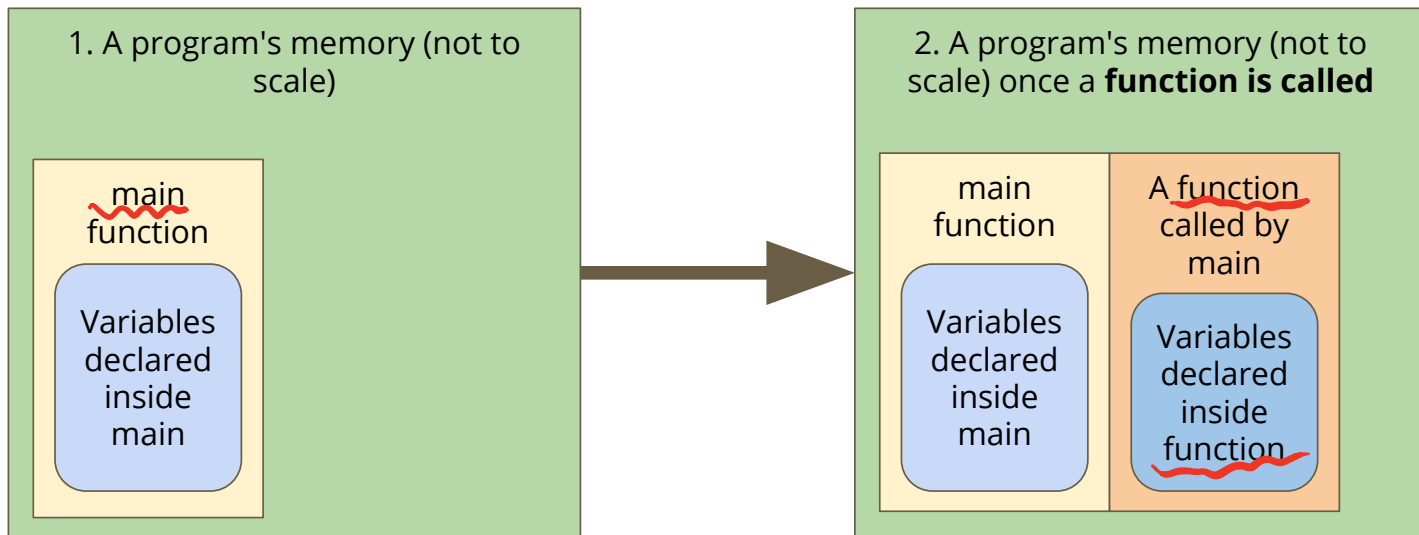 1. A program's memory (not to
scale)
main
function
Variables
declared
inside
main
2. A program's memory (not to
scale) once a function is called
main
function
Variables
declared
inside
main
A function
called by
main
Variables
declared
inside
function